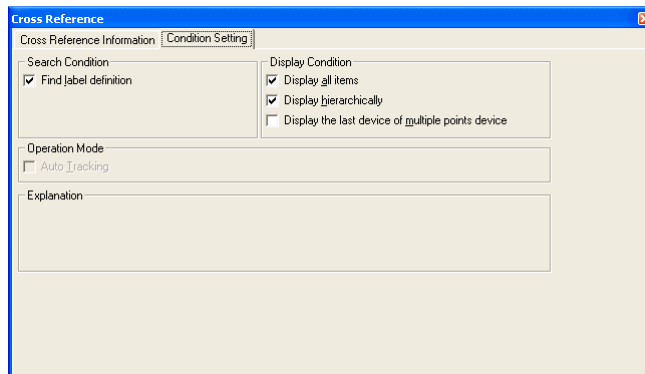 Cross Reference
Cross Reference Information Condition Setting
Search Condition
Find label definition
Display Condition
Display all items
Display hierarchically
Display the last device of multiple points device
Operation Mode
Auto Tracking
Explanation